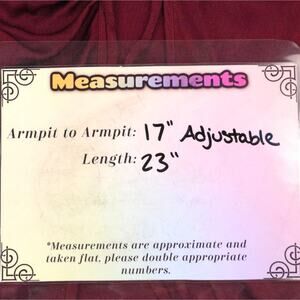 Measurements
Armpit to Armpit: 17" Adjustable
Length: 23"
*Measurements are approximate and
taken flat, please double appropriate
numbers.